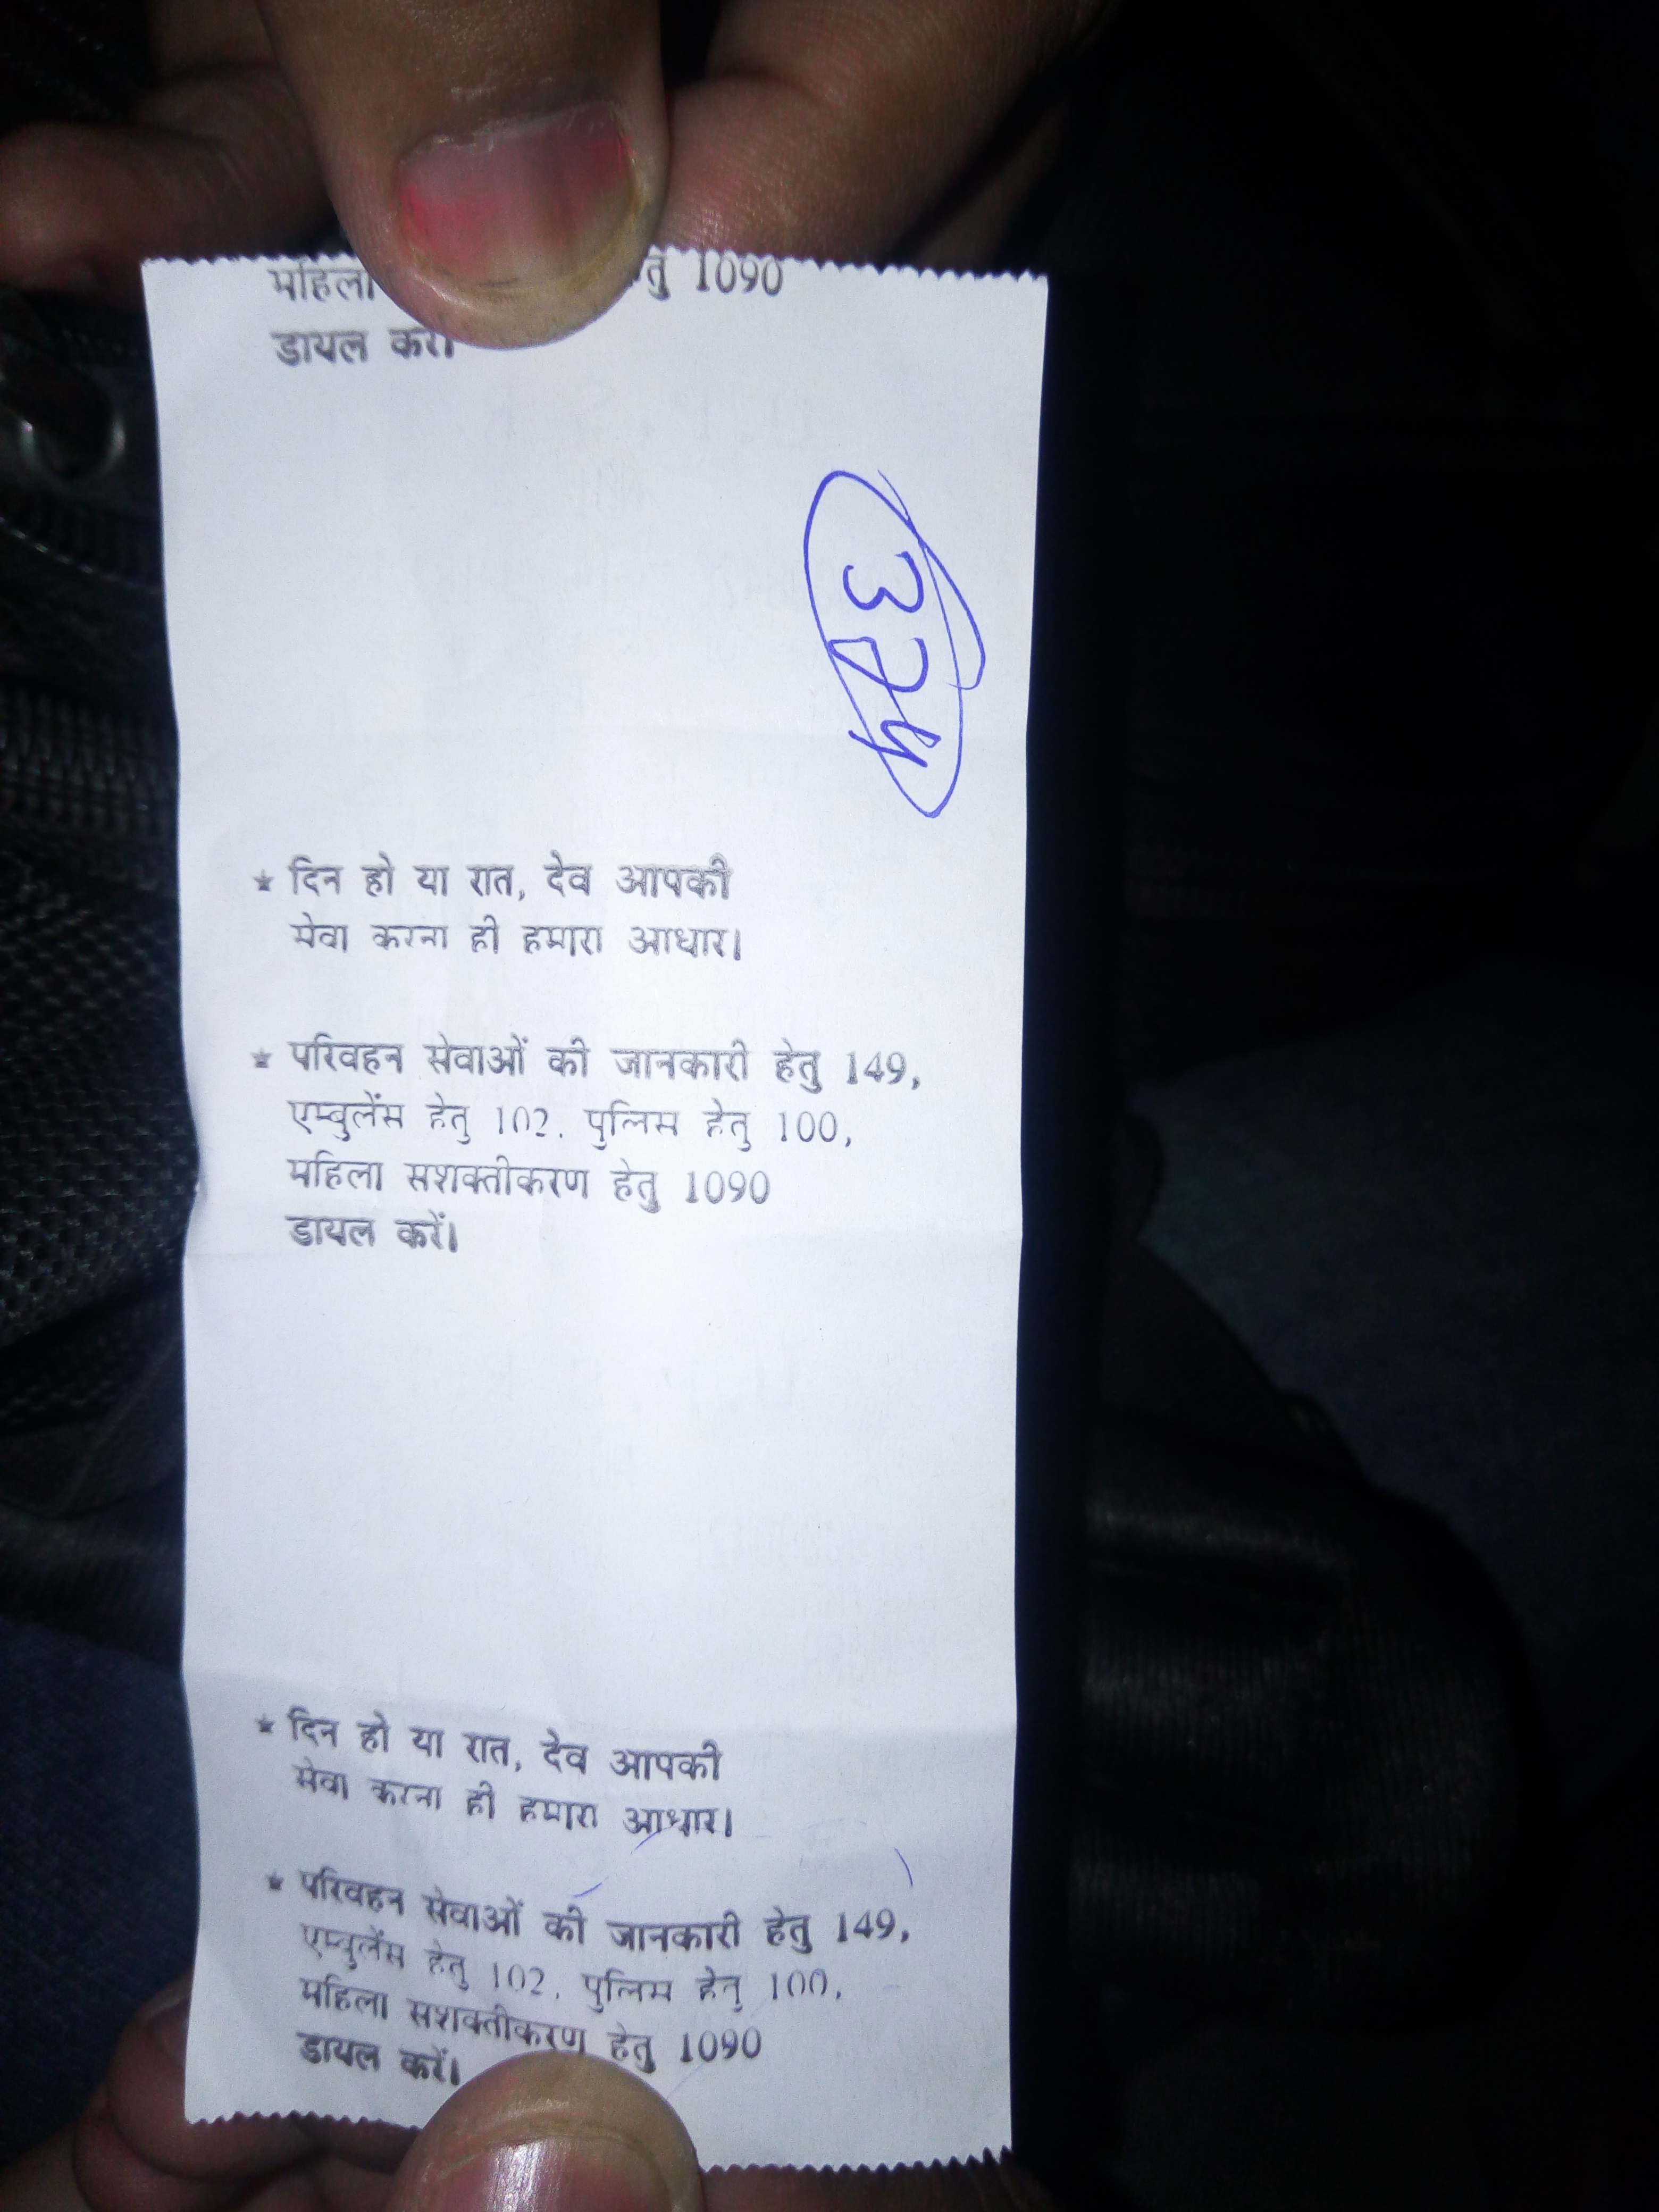 महिला हेतु 1090
डायल करें।
324
★ दिन हो या रात, देव आपकी
सेवा करना ही हमारा आधार।
★ परिवहन सेवाओं की जानकारी हेतु 149,
एम्बुलेंस हेतु 102, पुलिस हेतु 100,
महिला सशक्तीकरण हेतु 1090
डायल करें।
★ दिन हो या रात, देव आपकी
सेवा करना ही हमारा आधार।
★ परिवहन सेवाओं की जानकारी हेतु 149,
एम्बुलेंस हेतु 102, पुलिस हेतु 100,
महिला सशक्तीकरण हेतु 1090
डायल करें।